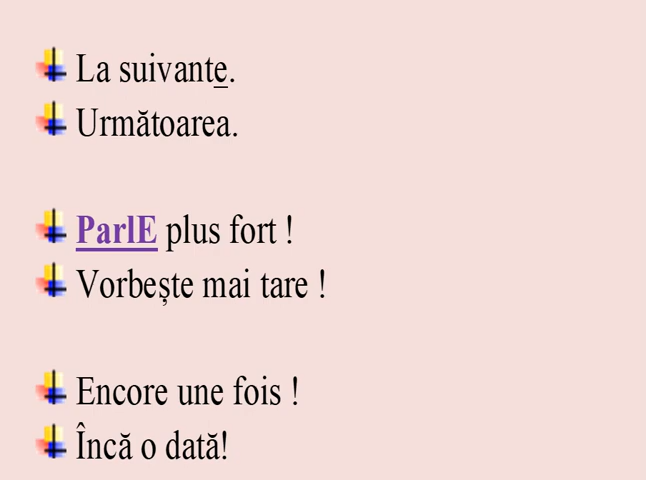 La suivante.
Următoarea.
ParlE plus fort !
Vorbește mai tare !
Encore une fois !
Încă o dată!